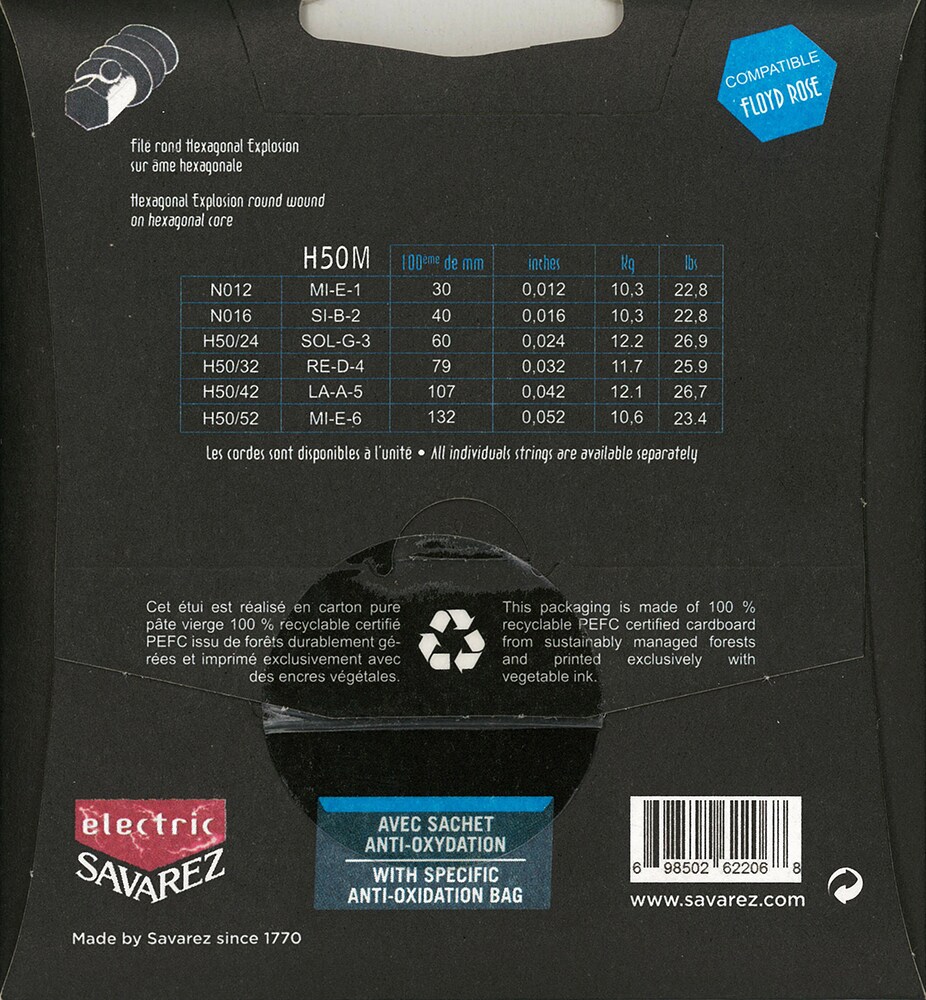 COMPATIBLE
FLOYD ROSE
Filé rond Hexagonal Explosion
sur âme hexagonale
Hexagonal Explosion round wound
on hexagonal core
H50M 100ème de mm inches Kg lbs
N012 MI-E-1 30 0,012 10,3 22,8
N016 SI-B-2 40 0,016 10,3 22,8
H50/24 SOL-G-3 60 0,024 12.2 26,9
H50/32 RE-D-4 79 0,032 11.7 25.9
H50/42 LA-A-5 107 0,042 12.1 26,7
H50/52 MI-E-6 132 0,052 10,6 23.4
Les cordes sont disponibles à l'unité • All individuals strings are available separately
Cet étui est réalisé en carton pure
pâte vierge 100 % recyclable certifié
PEFC issu de forêts durablement gé-
rées et imprimé exclusivement avec
des encres végétales.
This packaging is made of 100 %
recyclable PEFC certified cardboard
from sustainably managed forests
and printed exclusively with
vegetable ink.
electric
SAVAREZ
Made by Savarez since 1770
AVEC SACHET
ANTI-OXYDATION
WITH SPECIFIC
ANTI-OXIDATION BAG
6 98502 62206 8
www.savarez.com